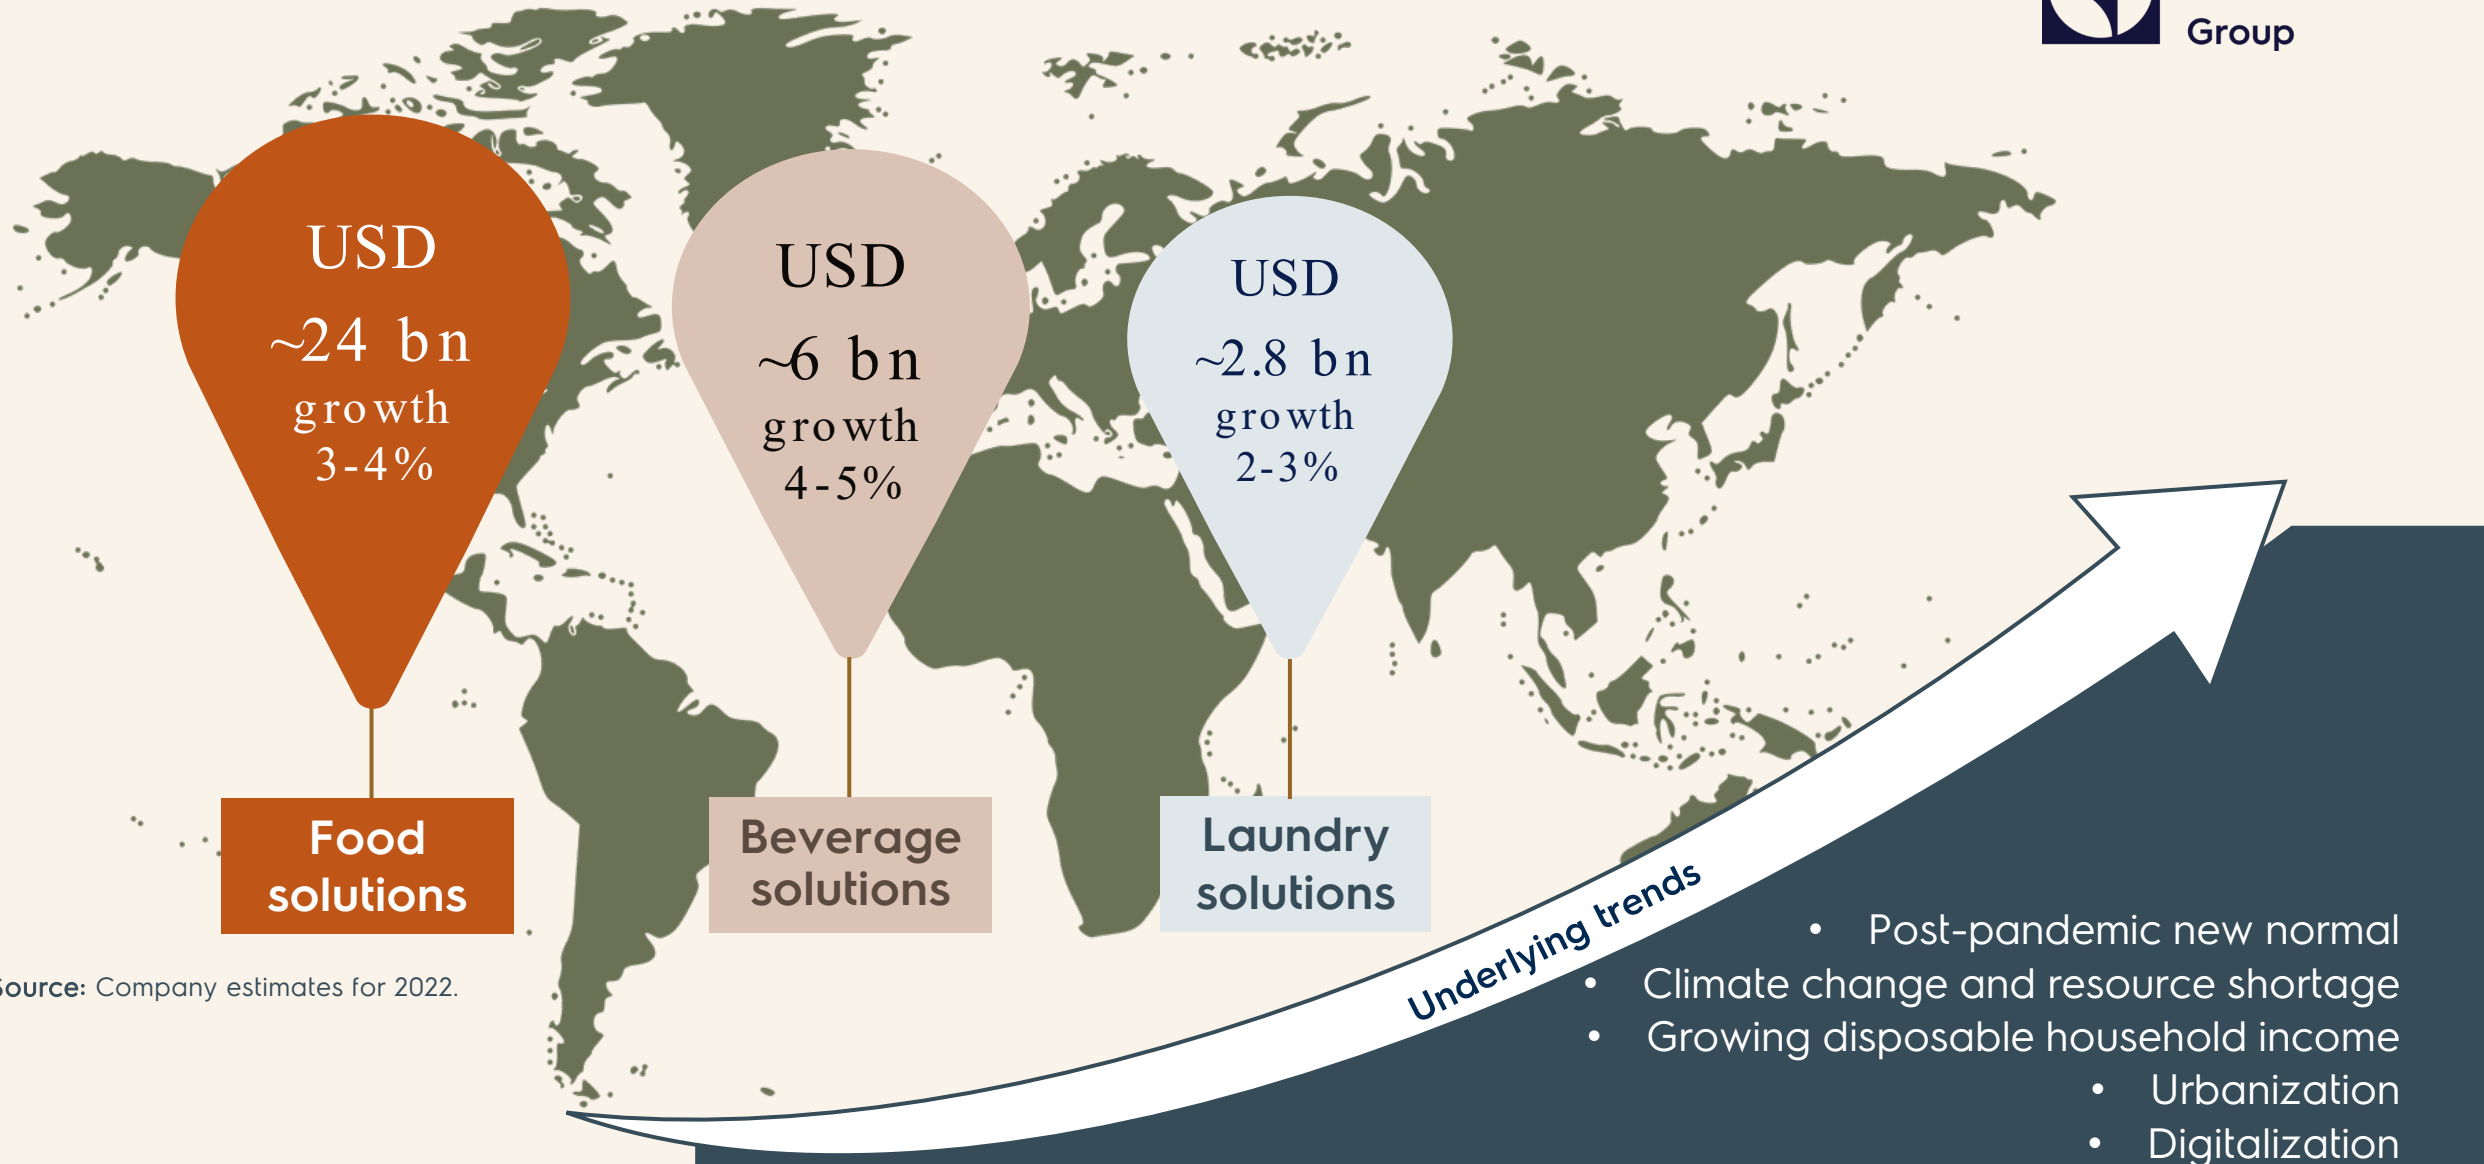 Group
USD
~24 bn
growth
3-4%
USD
~6 bn
growth
4-5%
USD
~2.8 bn
growth
2-3%
Food
solutions
Beverage
solutions
Laundry
solutions
Source: Company estimates for 2022.
Underlying trends
• Post-pandemic new normal
• Climate change and resource shortage
• Growing disposable household income
• Urbanization
• Digitalization